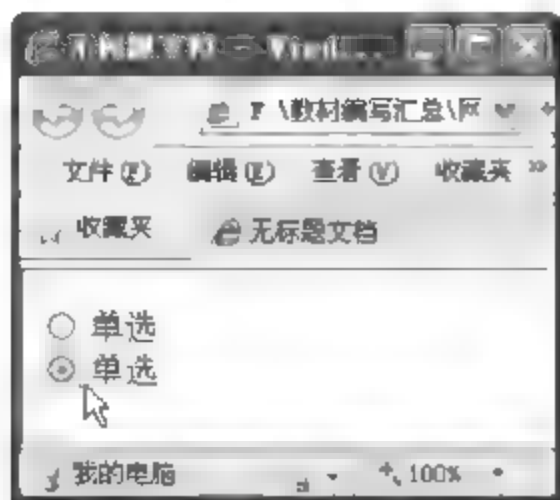 F \教材编写汇总\网
文件(F) 编辑(E) 查看(V) 收藏夹 »
收藏夹 无标题文档
单选
单选
我的电脑 100%